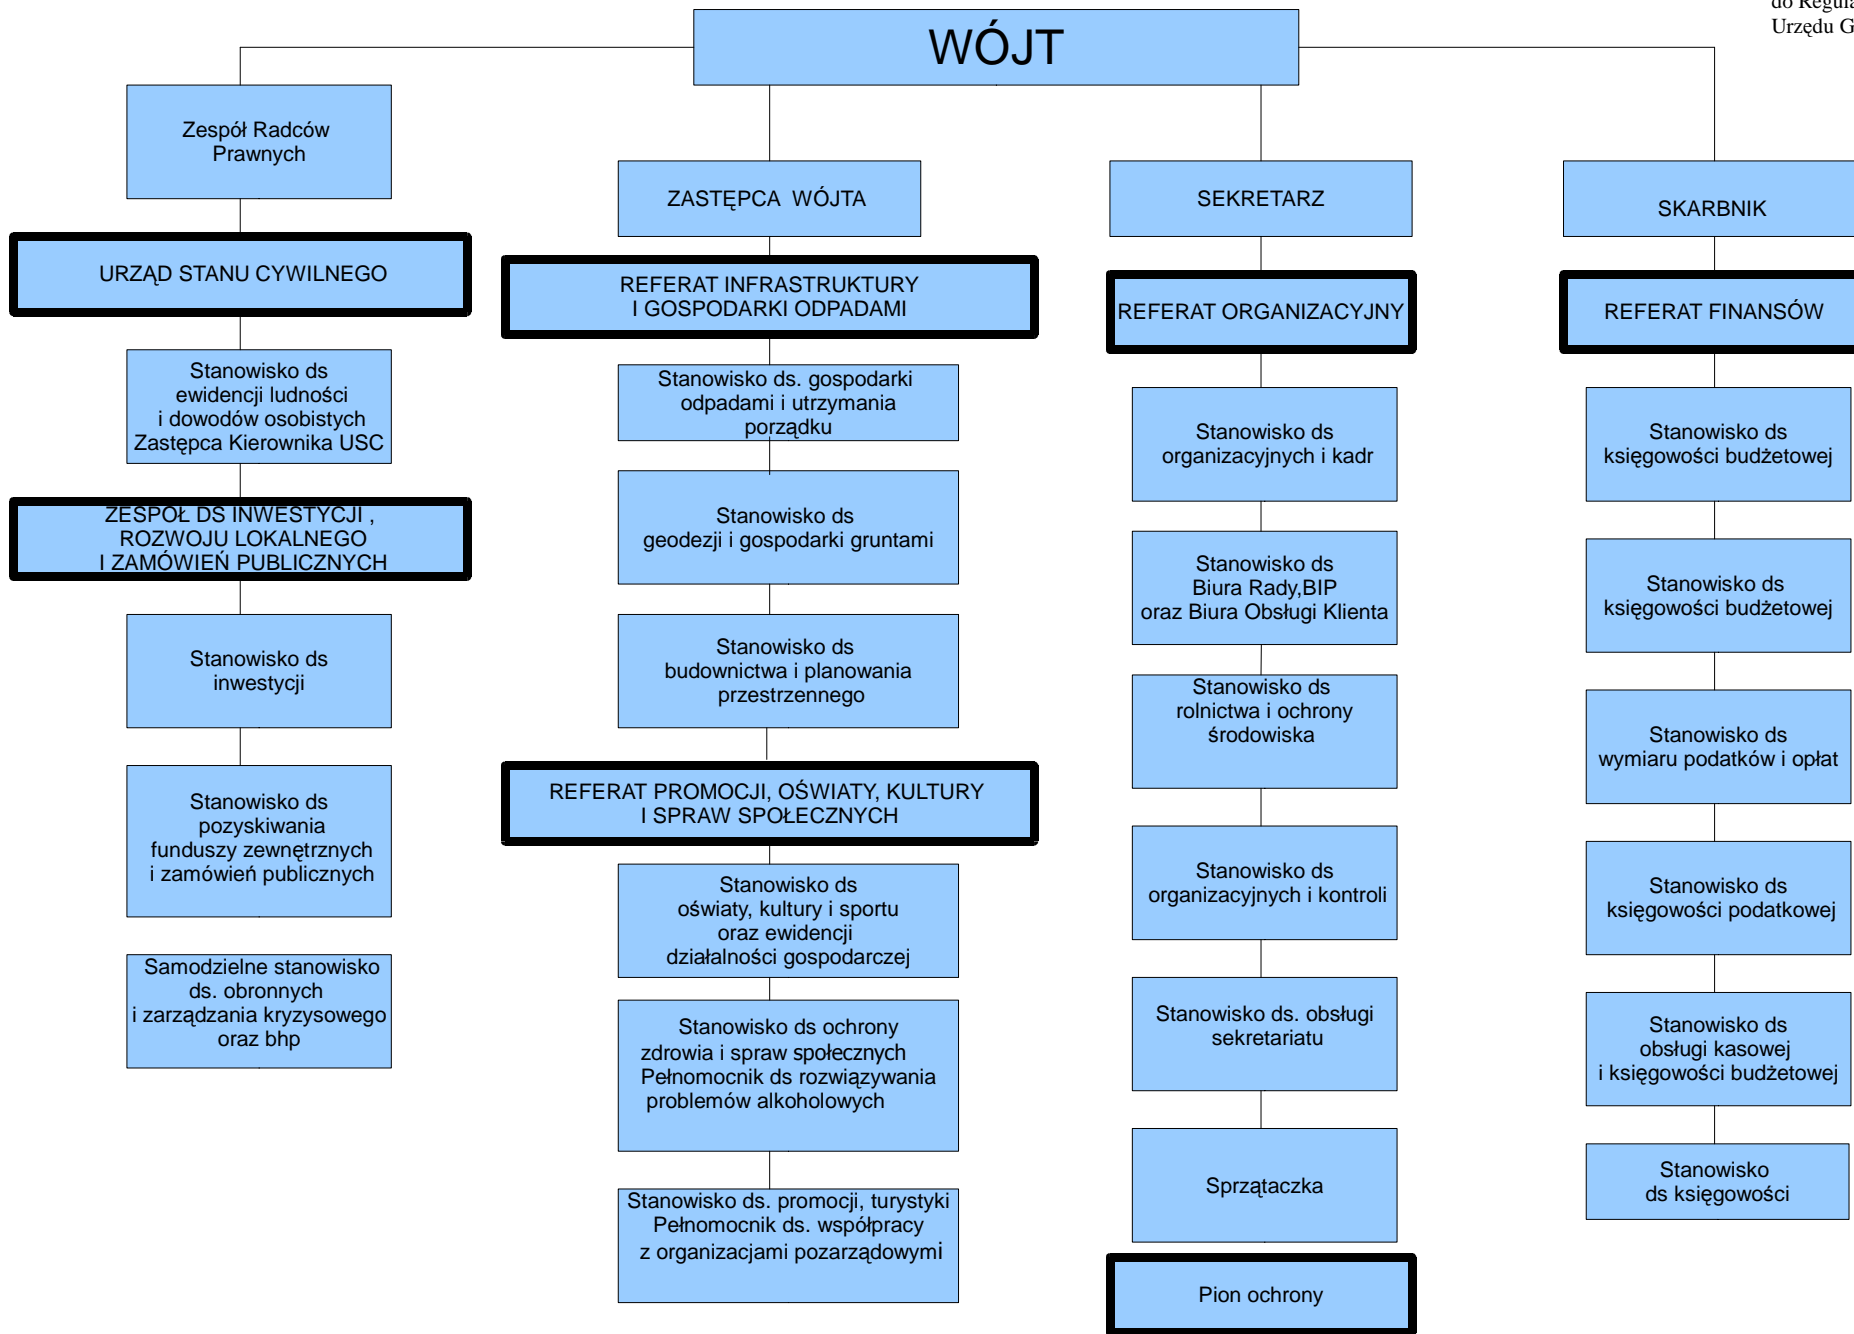 do Regula
Urzędu G
WÓJT
Zespół Radców
Prawnych
URZĄD STANU CYWILNEGO
Stanowisko ds
ewidencji ludności
i dowodów osobistych
Zastępca Kierownika USC
ZESPÓŁ DS INWESTYCJI ,
ROZWOJU LOKALNEGO
I ZAMÓWIEŃ PUBLICZNYCH
Stanowisko ds
inwestycji
Stanowisko ds
pozyskiwania
funduszy zewnętrznych
i zamówień publicznych
Samodzielne stanowisko
ds. obronnych
i zarządzania kryzysowego
oraz bhp
ZASTĘPCA WÓJTA
REFERAT INFRASTRUKTURY
I GOSPODARKI ODPADAMI
Stanowisko ds. gospodarki
odpadami i utrzymania
porządku
Stanowisko ds
geodezji i gospodarki gruntami
Stanowisko ds
budownictwa i planowania
przestrzennego
REFERAT PROMOCJI, OŚWIATY, KULTURY
I SPRAW SPOŁECZNYCH
Stanowisko ds
oświaty, kultury i sportu
oraz ewidencji
działalności gospodarczej
Stanowisko ds ochrony
zdrowia i spraw społecznych
Pełnomocnik ds rozwiązywania
problemów alkoholowych
Stanowisko ds. promocji, turystyki
Pełnomocnik ds. współpracy
z organizacjami pozarządowymi
SEKRETARZ
REFERAT ORGANIZACYJNY
Stanowisko ds
organizacyjnych i kadr
Stanowisko ds
Biura Rady,BIP
oraz Biura Obsługi Klienta
Stanowisko ds
rolnictwa i ochrony
środowiska
Stanowisko ds
organizacyjnych i kontroli
Stanowisko ds. obsługi
sekretariatu
Sprzątaczka
Pion ochrony
SKARBNIK
REFERAT FINANSÓW
Stanowisko ds
księgowości budżetowej
Stanowisko ds
księgowości budżetowej
Stanowisko ds
wymiaru podatków i opłat
Stanowisko ds
księgowości podatkowej
Stanowisko ds
obsługi kasowej
i księgowości budżetowej
Stanowisko
ds księgowości